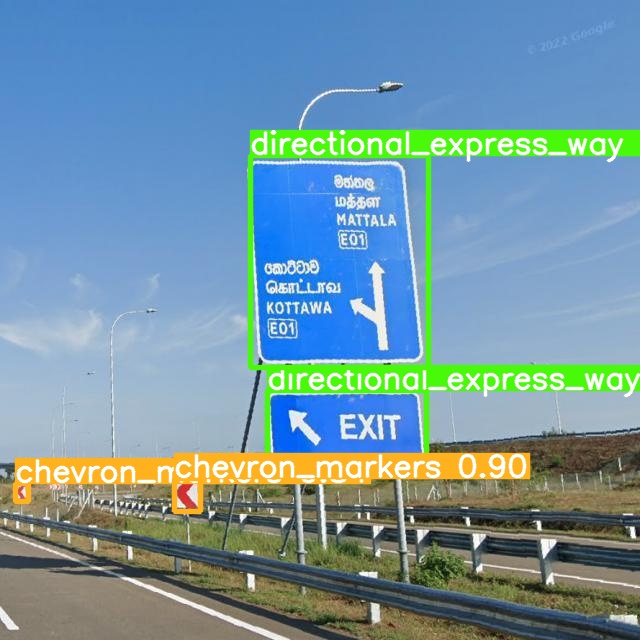 © 2022 Google
directional_express_way
මත්තල
மத்தள
MATTALA
E01
කොට්ටාව
கொட்டாவ
KOTTAWA
E01
directional_express_way
EXIT
chevron_markers 0.90